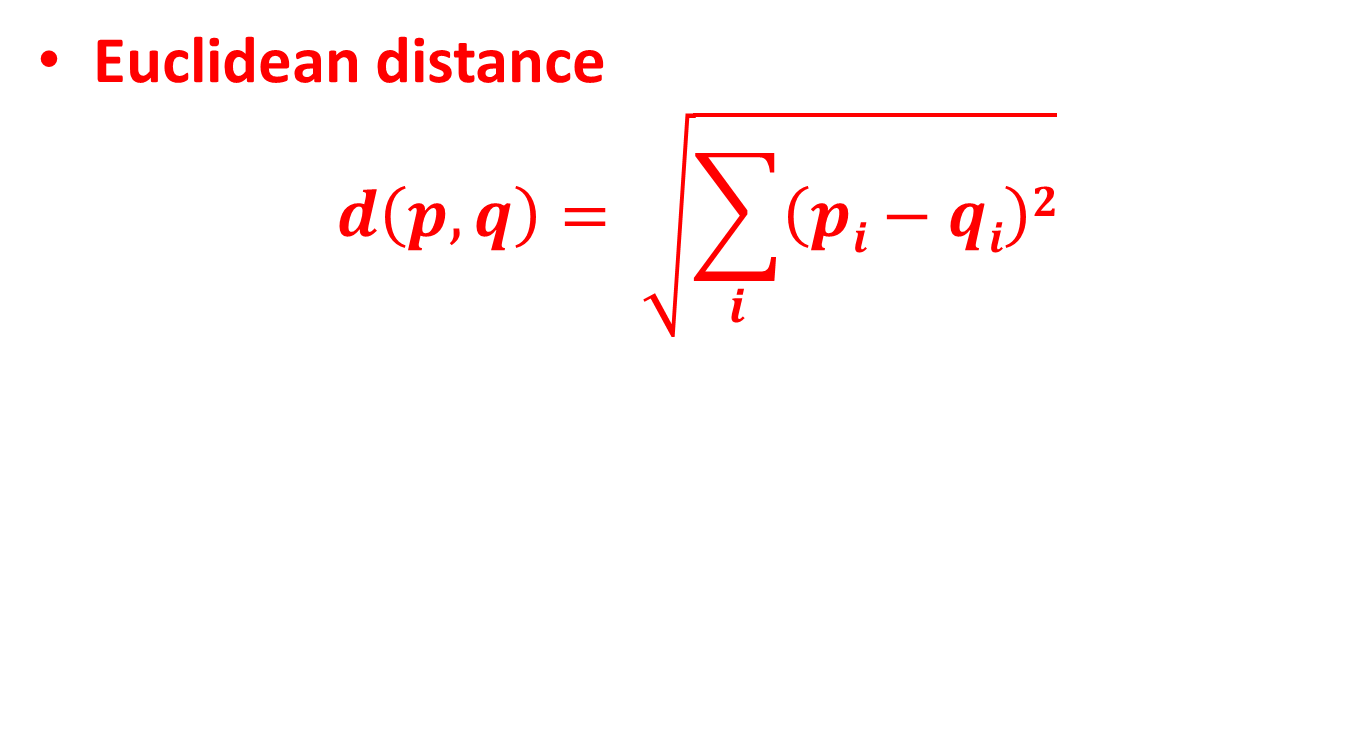 • Euclidean distance
d(p, q) = √∑i (pi − qi)²